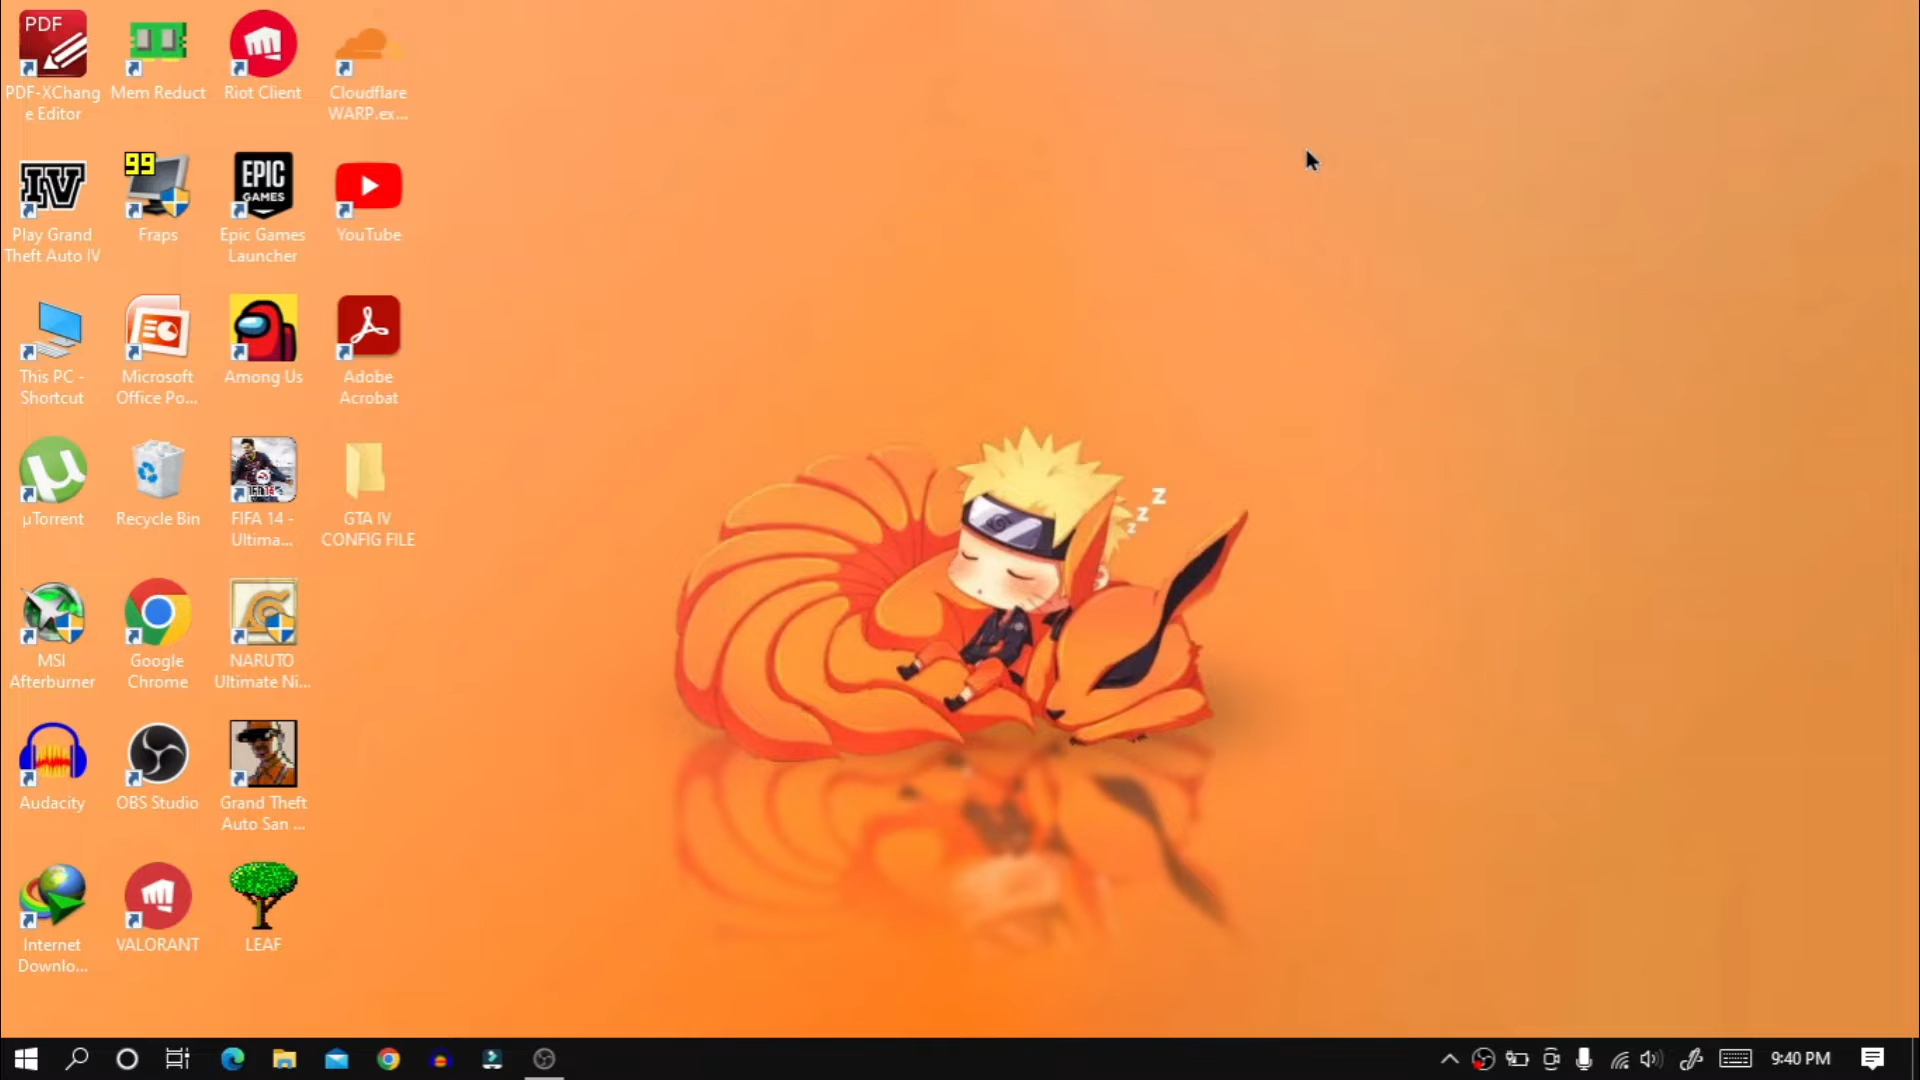 PDF
PDF-XChang
e Editor
Mem Reduct
Riot Client
Cloudflare
WARP.ex...
IV
Play Grand
Theft Auto IV
99
Fraps
EPIC
GAMES
Epic Games
Launcher
YouTube
This PC -
Shortcut
Microsoft
Office Po...
Among Us
Adobe
Acrobat
µTorrent
Recycle Bin
FIFA 14 -
Ultima...
GTA IV
CONFIG FILE
z
z
z
MSI
Afterburner
Google
Chrome
NARUTO
Ultimate Ni...
Audacity
OBS Studio
Grand Theft
Auto San ...
Internet
Downlo...
VALORANT
LEAF
9:40 PM